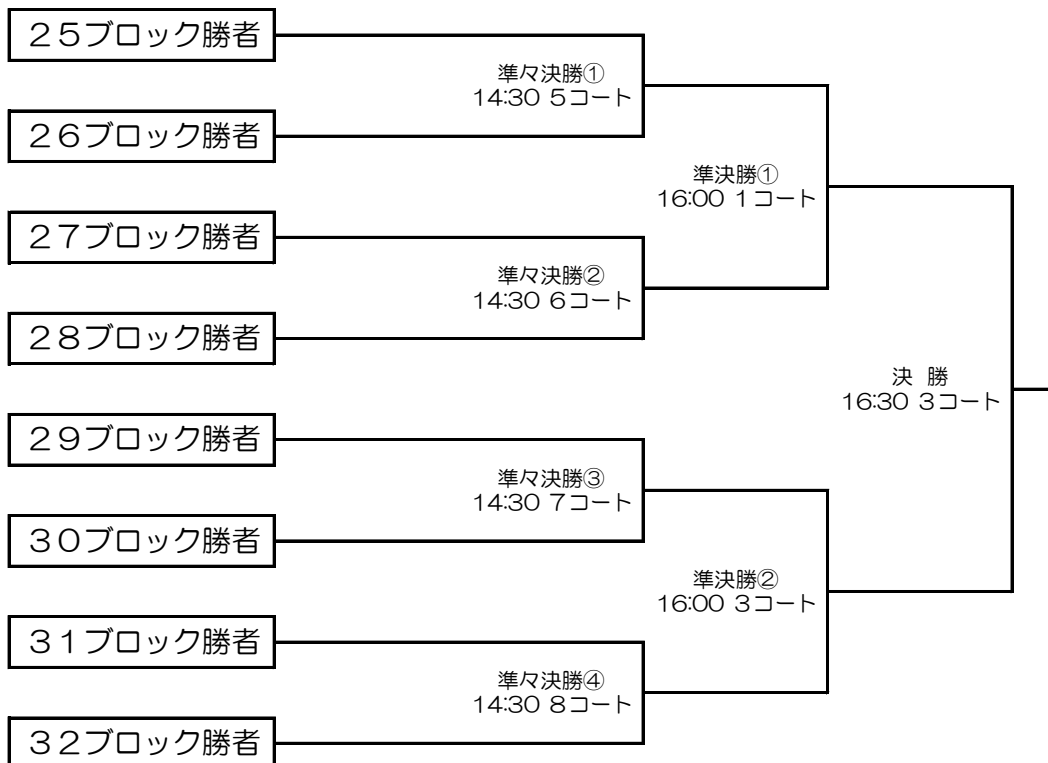 ２５ブロック勝者
準々決勝①
14:30 5コート
２６ブロック勝者
準決勝①
16:00 1コート
２７ブロック勝者
準々決勝②
14:30 6コート
２８ブロック勝者
決 勝
16:30 3コート
２９ブロック勝者
準々決勝③
14:30 7コート
３０ブロック勝者
準決勝②
16:00 3コート
３１ブロック勝者
準々決勝④
14:30 8コート
３２ブロック勝者